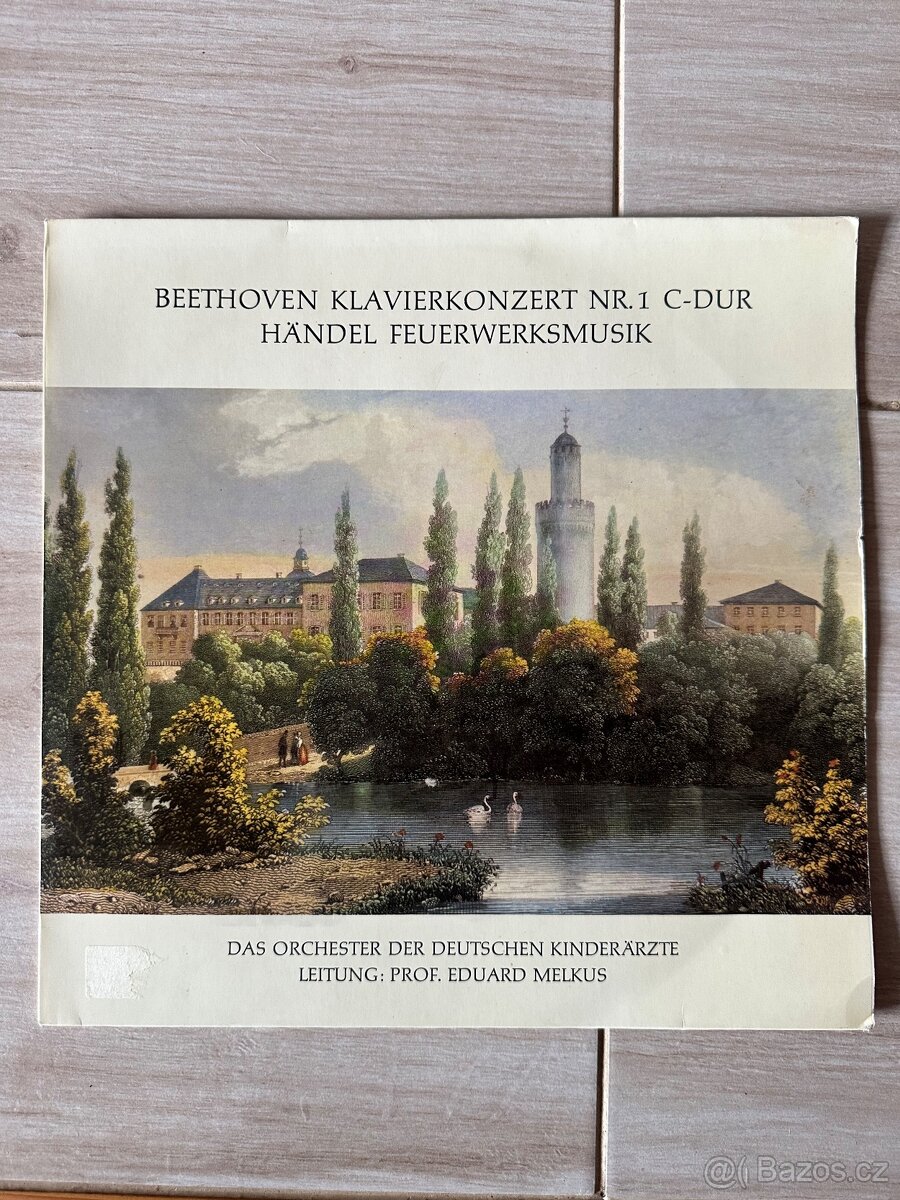 BEETHOVEN KLAVIERKONZERT NR. 1 C-DUR
HÄNDEL FEUERWERKSMUSIK
DAS ORCHESTER DER DEUTSCHEN KINDERÄRZTE
LEITUNG: PROF. EDUARD MELKUS
@( Bazos.cz